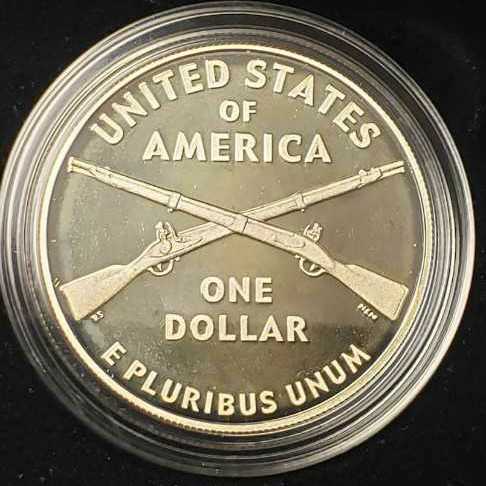 UNITED STATES
OF
AMERICA
ONE
DOLLAR
E PLURIBUS UNUM